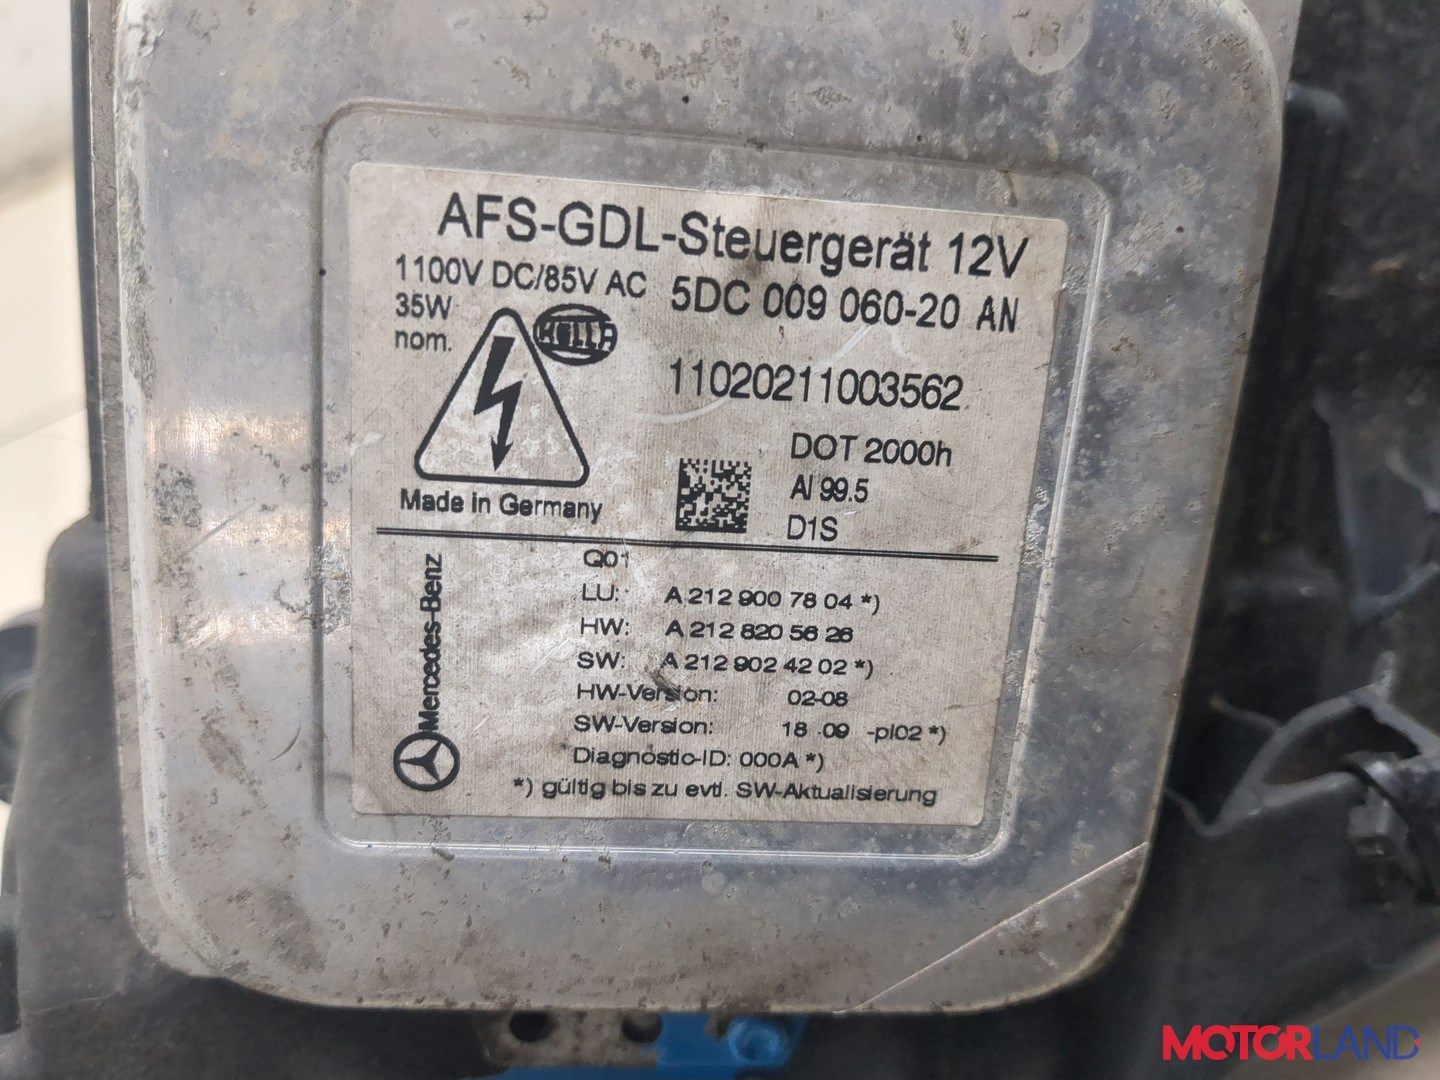 AFS-GDL-Steuergerät 12V
1100V DC/85V AC 5DC 009 060-20 AN
35W
nom.
HELLA
11020211003562
DOT 2000h
Al 99.5
D1S
Made in Germany
Mercedes-Benz
Q01
LU: A 212 900 78 04 *)
HW: A 212 820 56 26
SW: A 212 902 42 02 *)
HW-Version: 02-08
SW-Version: 18 09 -pl02 *)
Diagnostic-ID: 000A *)
*) gültig bis zu evtl. SW-Aktualisierung
MOTORLAND